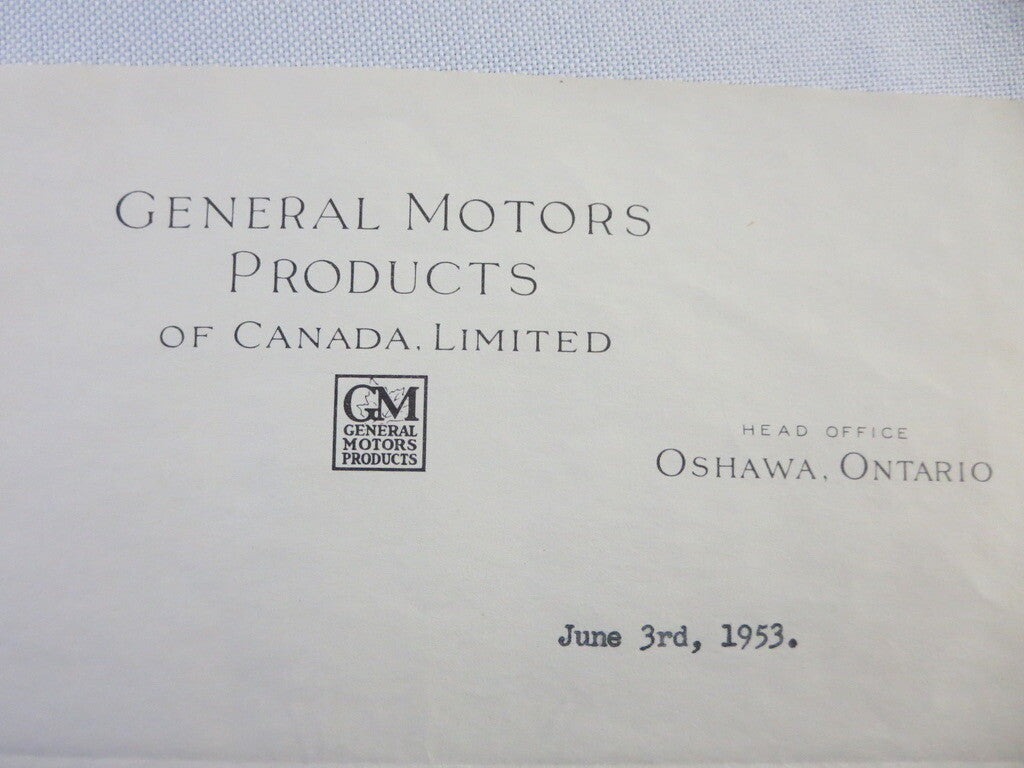 GENERAL MOTORS
PRODUCTS
OF CANADA, LIMITED
GM
GENERAL
MOTORS
PRODUCTS
HEAD OFFICE
OSHAWA, ONTARIO
June 3rd, 1953.